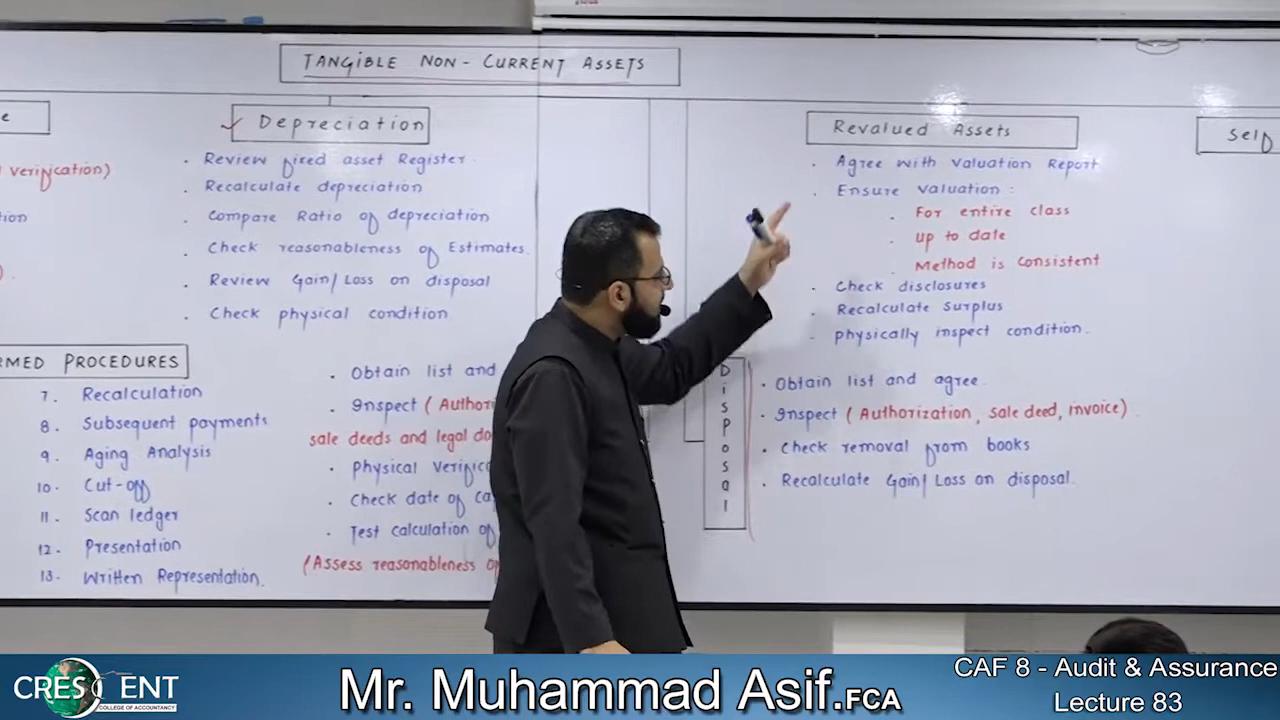 TANGIBLE NON-CURRENT ASSETS
e
verification)
tion
).
✓ Depreciation
. Review fixed asset Register.
. Recalculate depreciation
. Compare Ratio of depreciation
. Check reasonableness of Estimates.
. Review Gain/Loss on disposal
. Check physical condition
RMED PROCEDURES
7. Recalculation
8. Subsequent payments
9. Aging Analysis
10. Cut-off
11. Scan ledger
12. Presentation
13. Written Representation.
. Obtain list and
. Inspect (Authori
sale deeds and legal do
. Physical verific
. Check date of ca
. Test calculation of
(Assess reasonableness o
Revalued Assets
. Agree with valuation Report
. Ensure valuation :
. For entire class
. up to date
. Method is consistent
. Check disclosures
. Recalculate Surplus
. physically inspect condition.
Disposal
. Obtain list and agree.
. Inspect (Authorization, sale deed, invoice).
. Check removal from books
. Recalculate Gain/Loss on disposal.
Self
CRESCENT
COLLEGE OF ACCOUNTANCY
Mr. Muhammad Asif.FCA
CAF 8 - Audit & Assurance
Lecture 83